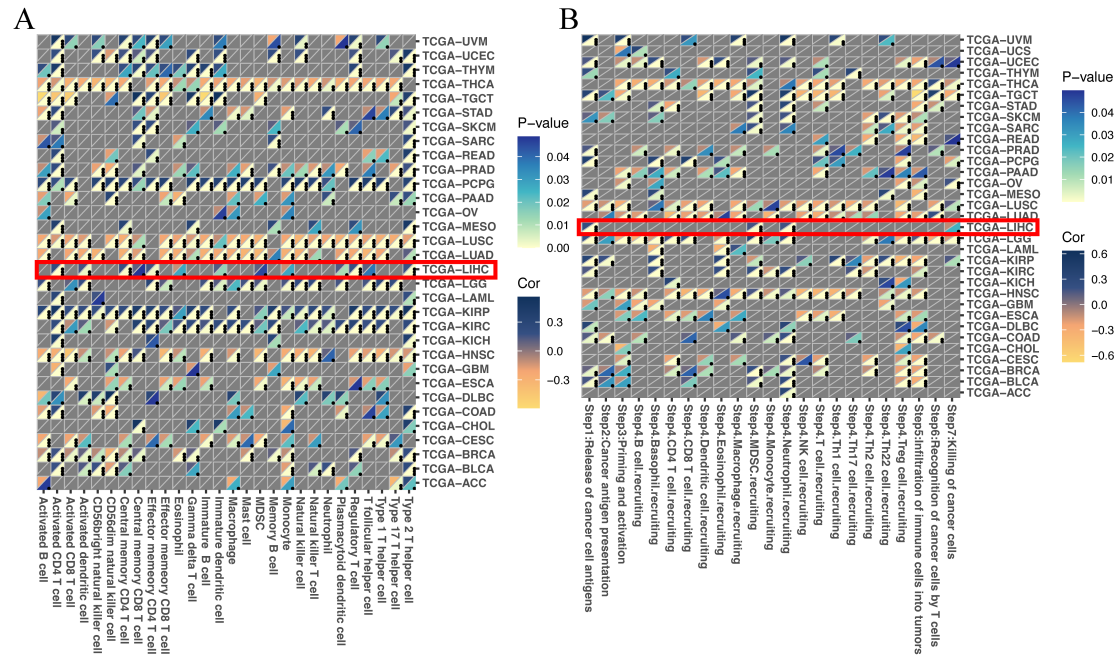 A
TCGA-UVM
TCGA-UCEC
TCGA-THYM
TCGA-THCA
TCGA-TGCT
TCGA-STAD
TCGA-SKCM
TCGA-SARC
TCGA-READ
TCGA-PRAD
TCGA-PCPG
TCGA-PAAD
TCGA-OV
TCGA-MESO
TCGA-LUSC
TCGA-LUAD
TCGA-LIHC
TCGA-LGG
TCGA-LAML
TCGA-KIRP
TCGA-KIRC
TCGA-KICH
TCGA-HNSC
TCGA-GBM
TCGA-ESCA
TCGA-DLBC
TCGA-COAD
TCGA-CHOL
TCGA-CESC
TCGA-BRCA
TCGA-BLCA
TCGA-ACC
Activated B cell
Activated CD4 T cell
Activated CD8 T cell
Activated dendritic cell
CD56bright natural killer cell
CD56dim natural killer cell
Central memory CD4 T cell
Central memory CD8 T cell
Effector memeory CD4 T cell
Effector memeory CD8 T cell
Eosinophil
Gamma delta T cell
Immature B cell
Immature dendritic cell
Macrophage
Mast cell
MDSC
Memory B cell
Monocyte
Natural killer cell
Natural killer T cell
Neutrophil
Plasmacytoid dendritic cell
Regulatory T cell
T follicular helper cell
Type 1 T helper cell
Type 17 T helper cell
Type 2 T helper cell
P-value
0.04
0.03
0.02
0.01
0.00
Cor
0.3
0.0
-0.3
B
TCGA-UVM
TCGA-UCS
TCGA-UCEC
TCGA-THYM
TCGA-THCA
TCGA-TGCT
TCGA-STAD
TCGA-SKCM
TCGA-SARC
TCGA-READ
TCGA-PRAD
TCGA-PCPG
TCGA-PAAD
TCGA-OV
TCGA-MESO
TCGA-LUSC
TCGA-LUAD
TCGA-LIHC
TCGA-LGG
TCGA-LAML
TCGA-KIRP
TCGA-KIRC
TCGA-KICH
TCGA-HNSC
TCGA-GBM
TCGA-ESCA
TCGA-DLBC
TCGA-COAD
TCGA-CHOL
TCGA-CESC
TCGA-BRCA
TCGA-BLCA
TCGA-ACC
Step1:Release of cancer cell antigens
Step2:Cancer antigen presentation
Step3:Priming and activation
Step4.B cell.recruiting
Step4.Basophil.recruiting
Step4.CD4 T cell.recruiting
Step4.CD8 T cell.recruiting
Step4.Dendritic cell.recruiting
Step4.Eosinophil.recruiting
Step4.Macrophage.recruiting
Step4.MDSC.recruiting
Step4.Monocyte.recruiting
Step4.Neutrophil.recruiting
Step4.NK cell.recruiting
Step4.T cell.recruiting
Step4.Th1 cell.recruiting
Step4.Th17 cell.recruiting
Step4.Th2 cell.recruiting
Step4.Th22 cell.recruiting
Step4.Treg cell.recruiting
Step5:Infiltration of immune cells into tumors
Step6:Recognition of cancer cells by T cells
Step7:Killing of cancer cells
P-value
0.04
0.03
0.02
0.01
Cor
0.6
0.3
0.0
-0.3
-0.6